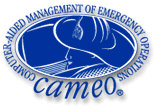 COMPUTER-AIDED MANAGEMENT OF EMERGENCY OPERATIONS
cameo®